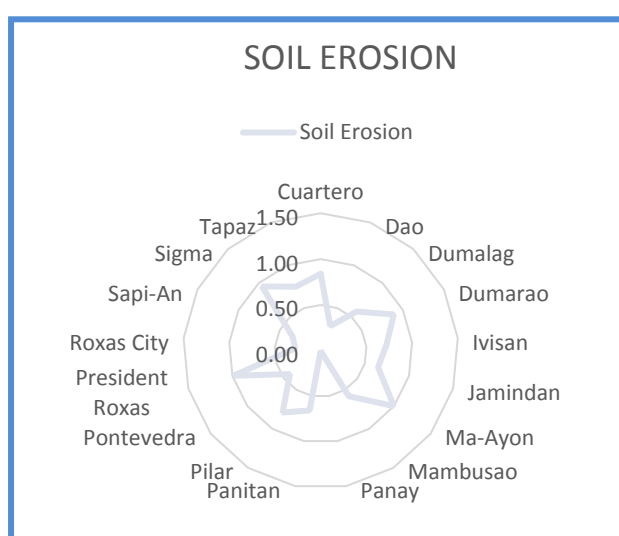 SOIL EROSION
Soil Erosion
Cuartero
Dao
Dumalag
Dumarao
Ivisan
Jamindan
Ma-Ayon
Mambusao
Panay
Panitan
Pilar
Pontevedra
President
Roxas
Roxas City
Sapi-An
Sigma
Tapaz
1.50
1.00
0.50
0.00